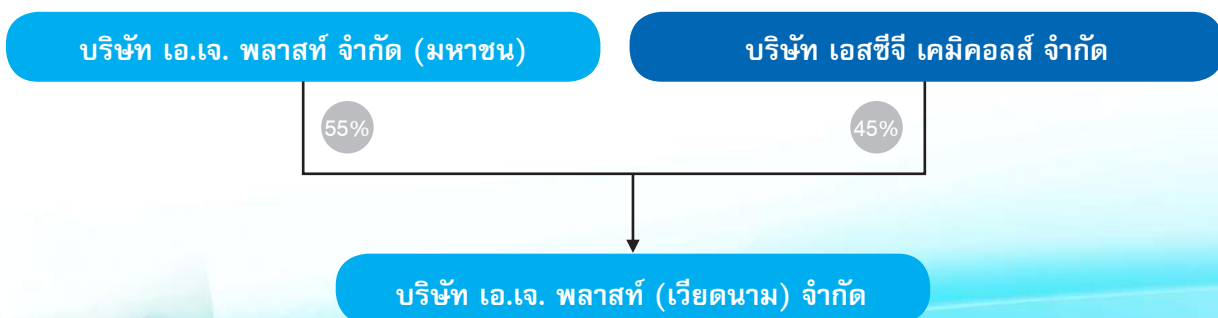 บริษัท เอ.เจ. พลาสท์ จำกัด (มหาชน)
บริษัท เอสซีจี เคมิคอลส์ จำกัด
55%
45%
บริษัท เอ.เจ. พลาสท์ (เวียดนาม) จำกัด